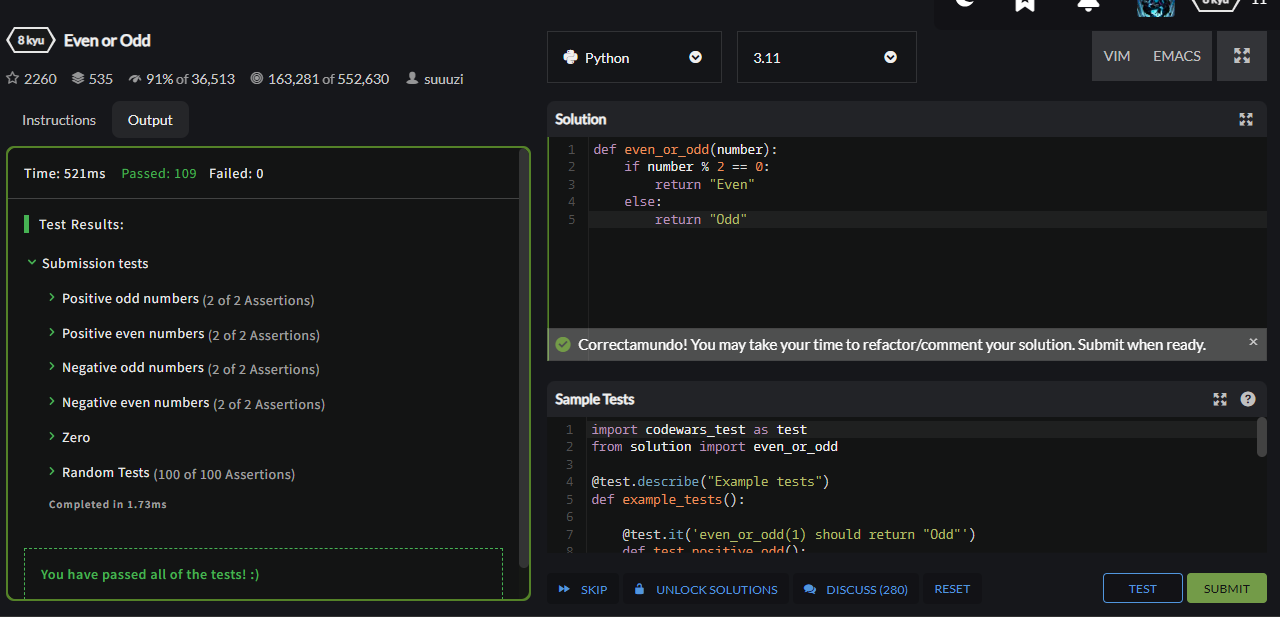 8 kyu Even or Odd
2260 535 91% of 36,513 163,281 of 552,630 suuuzi
Instructions Output
Time: 521ms Passed: 109 Failed: 0
Test Results:
Submission tests
Positive odd numbers (2 of 2 Assertions)
Positive even numbers (2 of 2 Assertions)
Negative odd numbers (2 of 2 Assertions)
Negative even numbers (2 of 2 Assertions)
Zero
Random Tests (100 of 100 Assertions)
Completed in 1.73ms
You have passed all of the tests! :)
Python 3.11 VIM EMACS
Solution
1 def even_or_odd(number):
2 if number % 2 == 0:
3 return "Even"
4 else:
5 return "Odd"
Correctamundo! You may take your time to refactor/comment your solution. Submit when ready.
Sample Tests
1 import codewars_test as test
2 from solution import even_or_odd
3
4 @test.describe("Example tests")
5 def example_tests():
6
7 @test.it('even_or_odd(1) should return "Odd"')
8 def test_positive_odd():
SKIP UNLOCK SOLUTIONS DISCUSS (280) RESET TEST SUBMIT